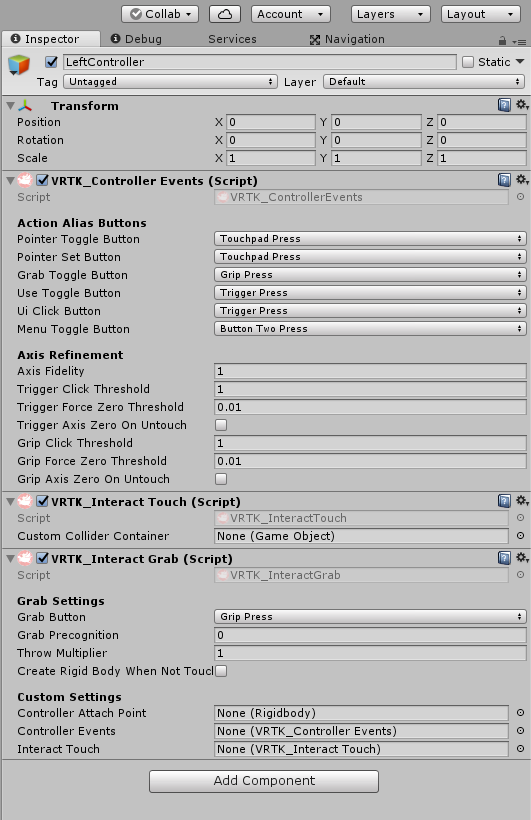 Collab Account Layers Layout
Inspector Debug Services Navigation
LeftController Static
Tag Untagged Layer Default
Transform
Position X 0 Y 0 Z 0
Rotation X 0 Y 0 Z 0
Scale X 1 Y 1 Z 1
VRTK_Controller Events (Script)
Script VRTK_ControllerEvents
Action Alias Buttons
Pointer Toggle Button Touchpad Press
Pointer Set Button Touchpad Press
Grab Toggle Button Grip Press
Use Toggle Button Trigger Press
Ui Click Button Trigger Press
Menu Toggle Button Button Two Press
Axis Refinement
Axis Fidelity 1
Trigger Click Threshold 1
Trigger Force Zero Threshold 0.01
Trigger Axis Zero On Untouch
Grip Click Threshold 1
Grip Force Zero Threshold 0.01
Grip Axis Zero On Untouch
VRTK_Interact Touch (Script)
Script VRTK_InteractTouch
Custom Collider Container None (Game Object)
VRTK_Interact Grab (Script)
Script VRTK_InteractGrab
Grab Settings
Grab Button Grip Press
Grab Precognition 0
Throw Multiplier 1
Create Rigid Body When Not Toucl
Custom Settings
Controller Attach Point None (Rigidbody)
Controller Events None (VRTK_Controller Events)
Interact Touch None (VRTK_Interact Touch)
Add Component